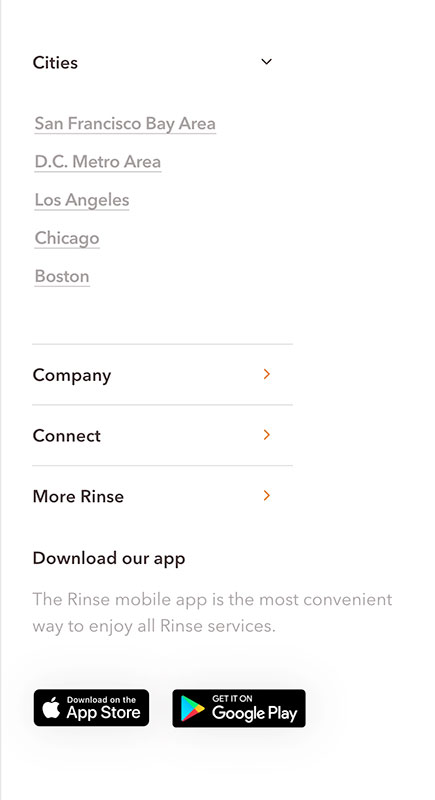 Cities
San Francisco Bay Area
D.C. Metro Area
Los Angeles
Chicago
Boston
Company
Connect
More Rinse
Download our app
The Rinse mobile app is the most convenient
way to enjoy all Rinse services.
Download on the
App Store
GET IT ON
Google Play